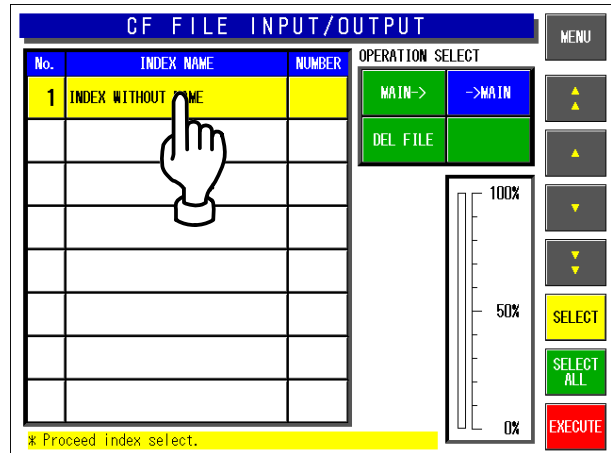 CF FILE INPUT/OUTPUT
MENU
No. INDEX NAME NUMBER
1 INDEX WITHOUT
OPERATION SELECT
MAIN-> ->MAIN
DEL FILE
100%
50%
0%
SELECT
SELECT
ALL
EXECUTE
* Proceed index select.